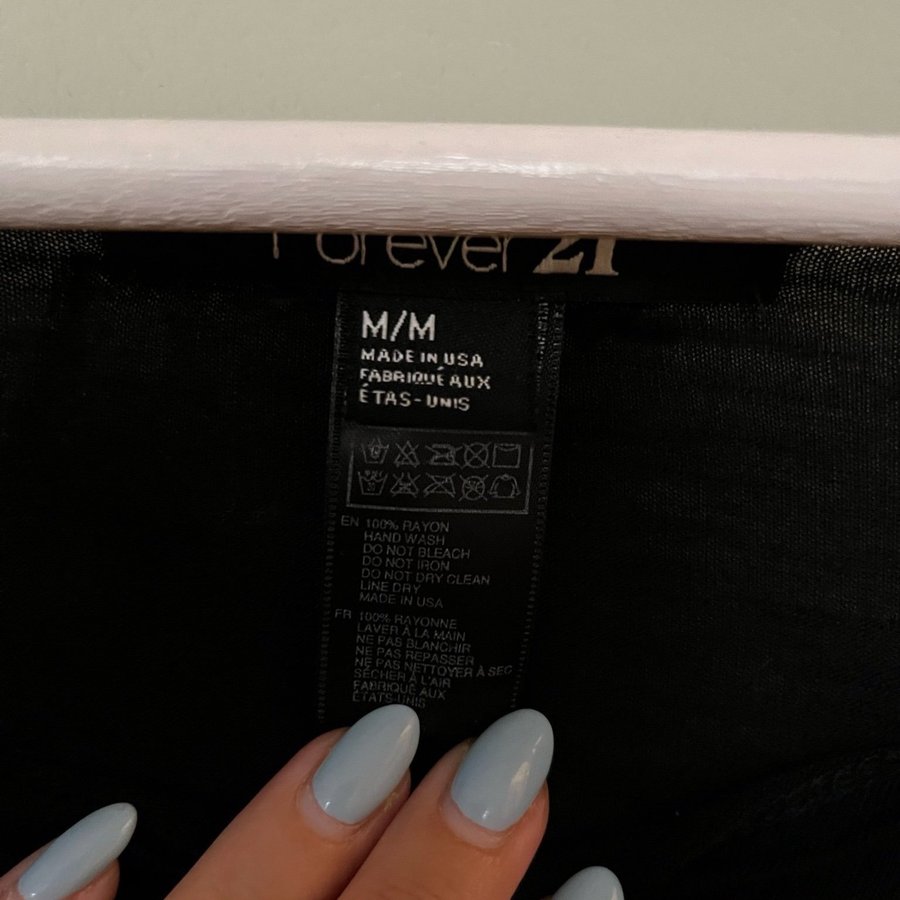 Forever 21
M/M
MADE IN USA
FABRIQUÉ AUX
ÉTAS-UNIS
EN 100% RAYON
HAND WASH
DO NOT BLEACH
DO NOT IRON
DO NOT DRY CLEAN
LINE DRY
MADE IN USA
FR 100% RAYONNE
LAVER À LA MAIN
NE PAS BLANCHIR
NE PAS REPASSER
NE PAS NETTOYER À SEC
SÉCHER À L'AIR
FABRIQUÉ AUX
ÉTATS-UNIS